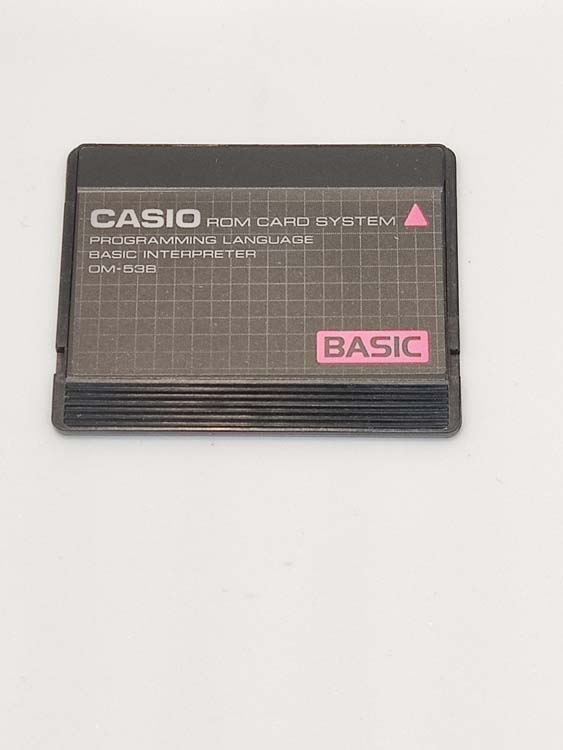 CASIO ROM CARD SYSTEM
PROGRAMMING LANGUAGE
BASIC INTERPRETER
OM-53B
BASIC